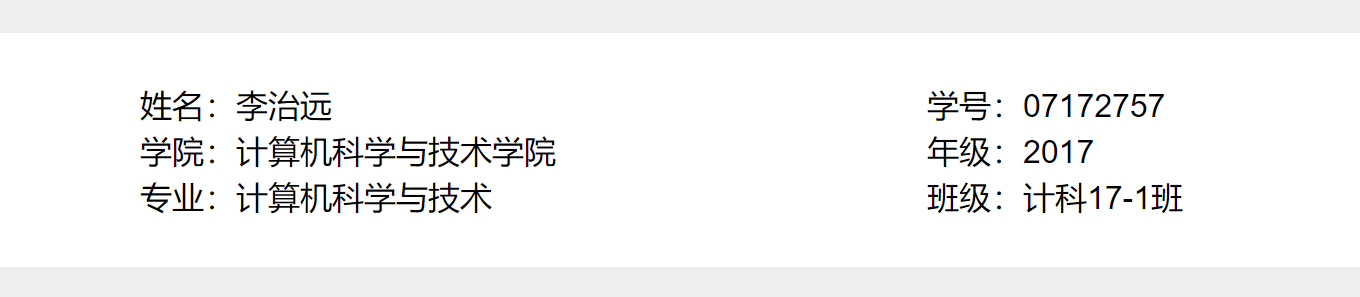 姓名：李治远
学号：07172757
学院：计算机科学与技术学院
年级：2017
专业：计算机科学与技术
班级：计科17-1班